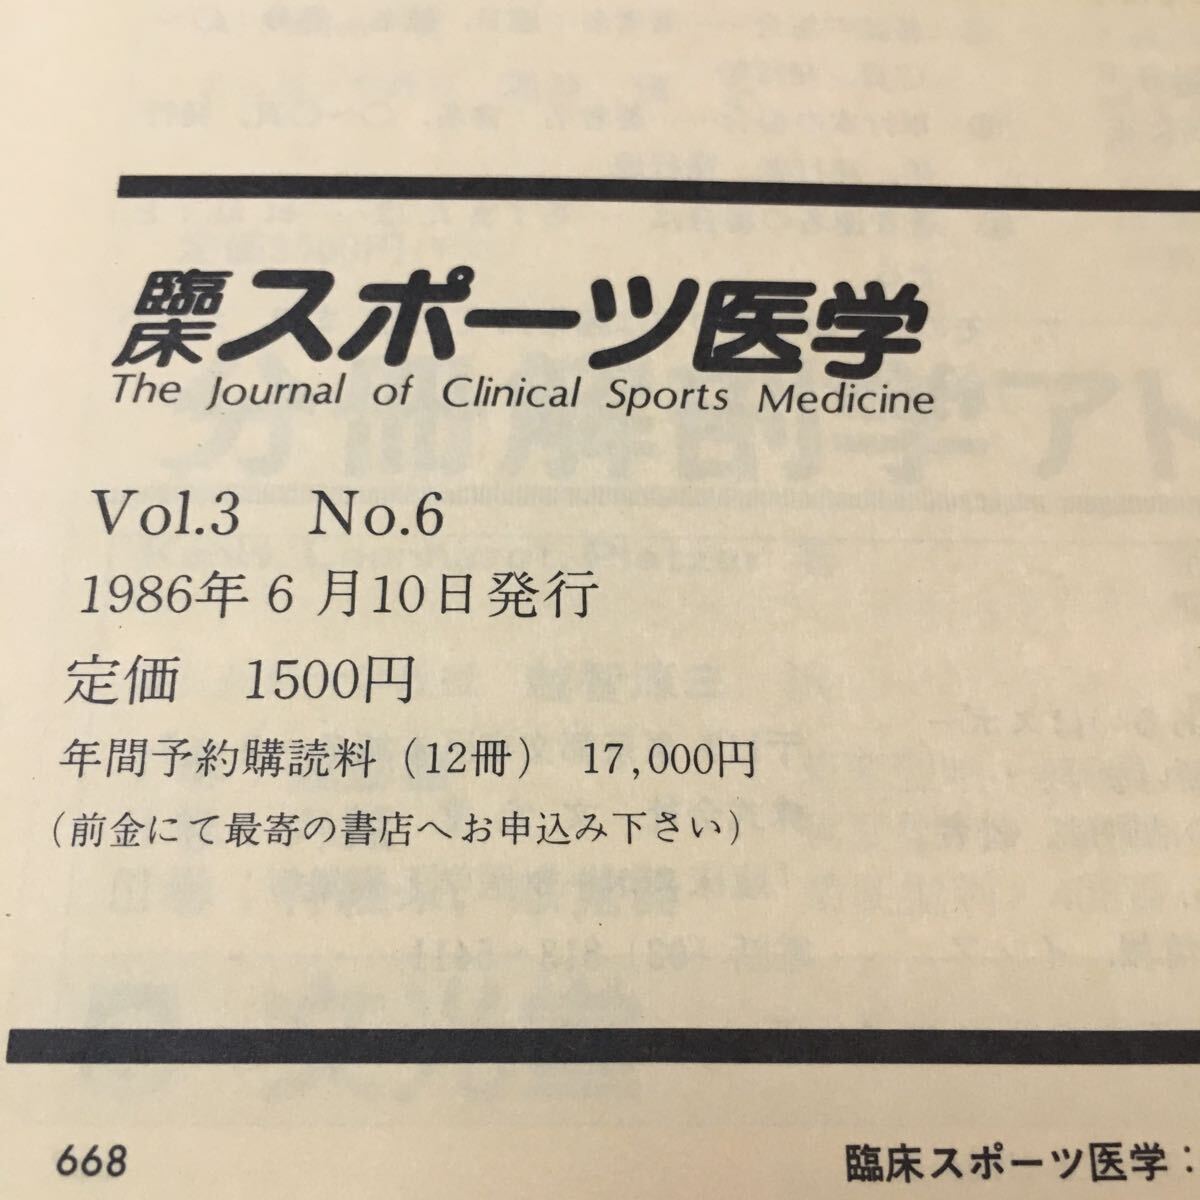 臨床スポーツ医学
The Journal of Clinical Sports Medicine
Vol.3 No.6
1986年6月10日発行
定価 1500円
年間予約購読料（12冊） 17,000円
（前金にて最寄の書店へお申込み下さい）
668
臨床スポーツ医学：